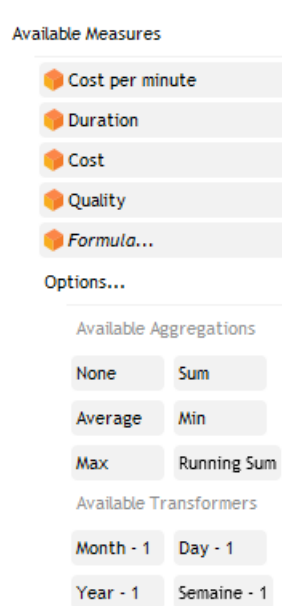 Available Measures
Cost per minute
Duration
Cost
Quality
Formula...
Options...
Available Aggregations
None Sum
Average Min
Max Running Sum
Available Transformers
Month - 1 Day - 1
Year - 1 Semaine - 1